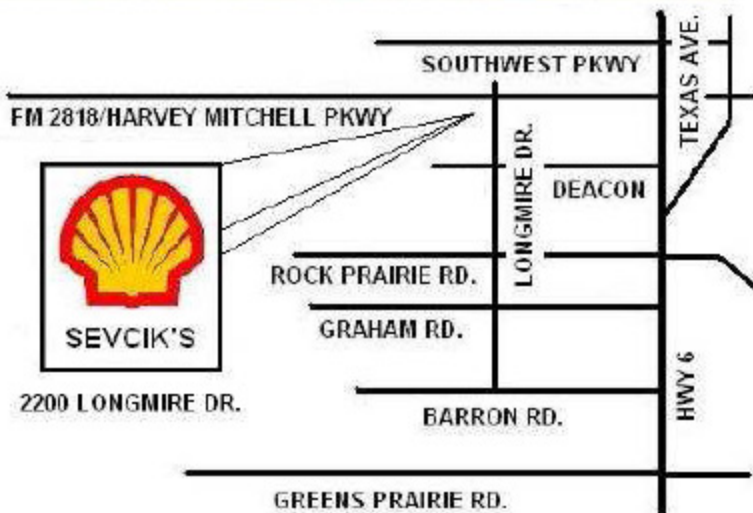 SOUTHWEST PKWY
TEXAS AVE.
FM 2818/HARVEY MITCHELL PKWY
LONGMIRE DR.
DEACON
ROCK PRAIRIE RD.
SEVCIK'S
GRAHAM RD.
2200 LONGMIRE DR.
HWY 6
BARRON RD.
GREENS PRAIRIE RD.